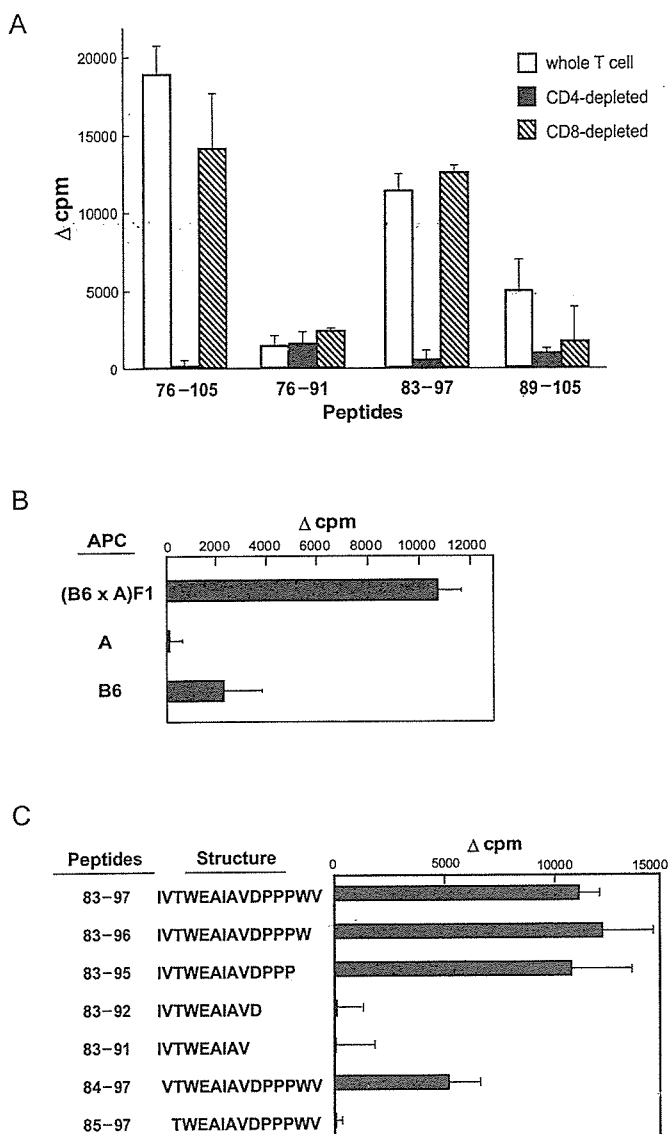 A
20000
15000
10000
5000
0
Δ cpm
whole T cell
CD4-depleted
CD8-depleted
76–105 76–91 83–97 89–105
Peptides
B
Δ cpm
APC 0 2000 4000 6000 8000 10000 12000
(B6 x A)F1
A
B6
C
Δ cpm
Peptides Structure 0 5000 10000 15000
83–97 IVTWEAIAVDPPPWV
83–96 IVTWEAIAVDPPPW
83–95 IVTWEAIAVDPPP
83–92 IVTWEAIAVD
83–91 IVTWEAIAV
84–97 VTWEAIAVDPPPWV
85–97 TWEAIAVDPPPWV